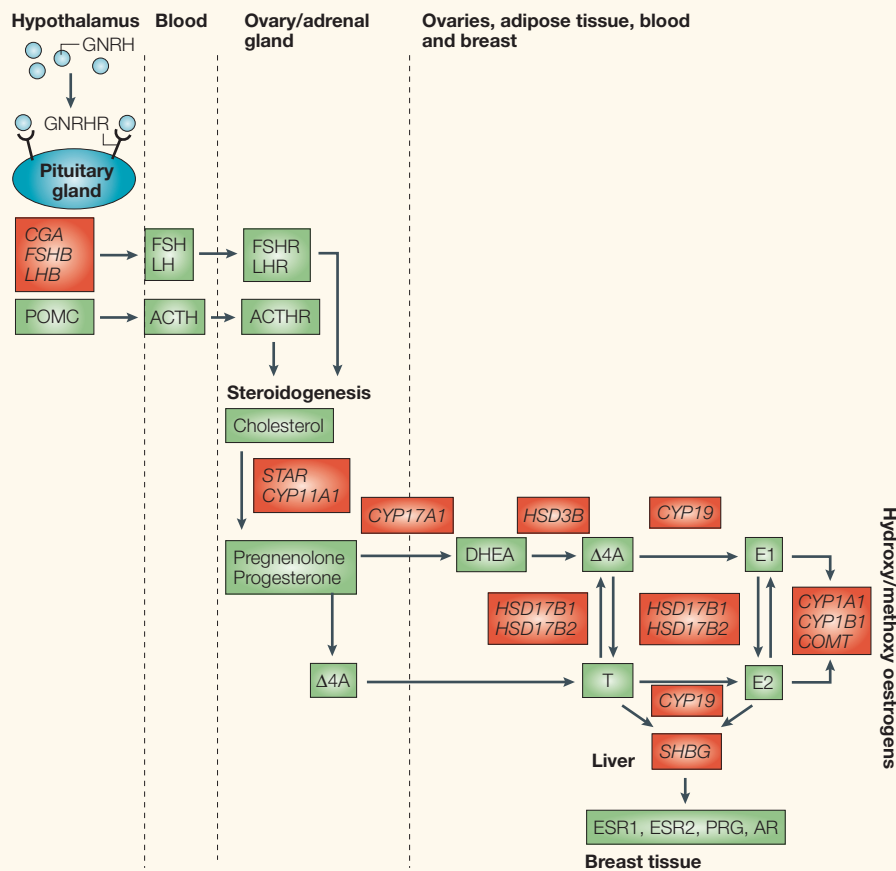 Hypothalamus
Blood
Ovary/adrenal
gland
Ovaries, adipose tissue, blood
and breast
GNRH
GNRHR
Pituitary
gland
CGA
FSHB
LHB
FSH
LH
FSHR
LHR
POMC
ACTH
ACTHR
Steroidogenesis
Cholesterol
STAR
CYP11A1
CYP17A1
HSD3B
CYP19
Pregnenolone
Progesterone
DHEA
Δ4A
E1
HSD17B1
HSD17B2
HSD17B1
HSD17B2
CYP1A1
CYP1B1
COMT
Hydroxy/methoxy oestrogens
Δ4A
T
E2
CYP19
Liver
SHBG
ESR1, ESR2, PRG, AR
Breast tissue